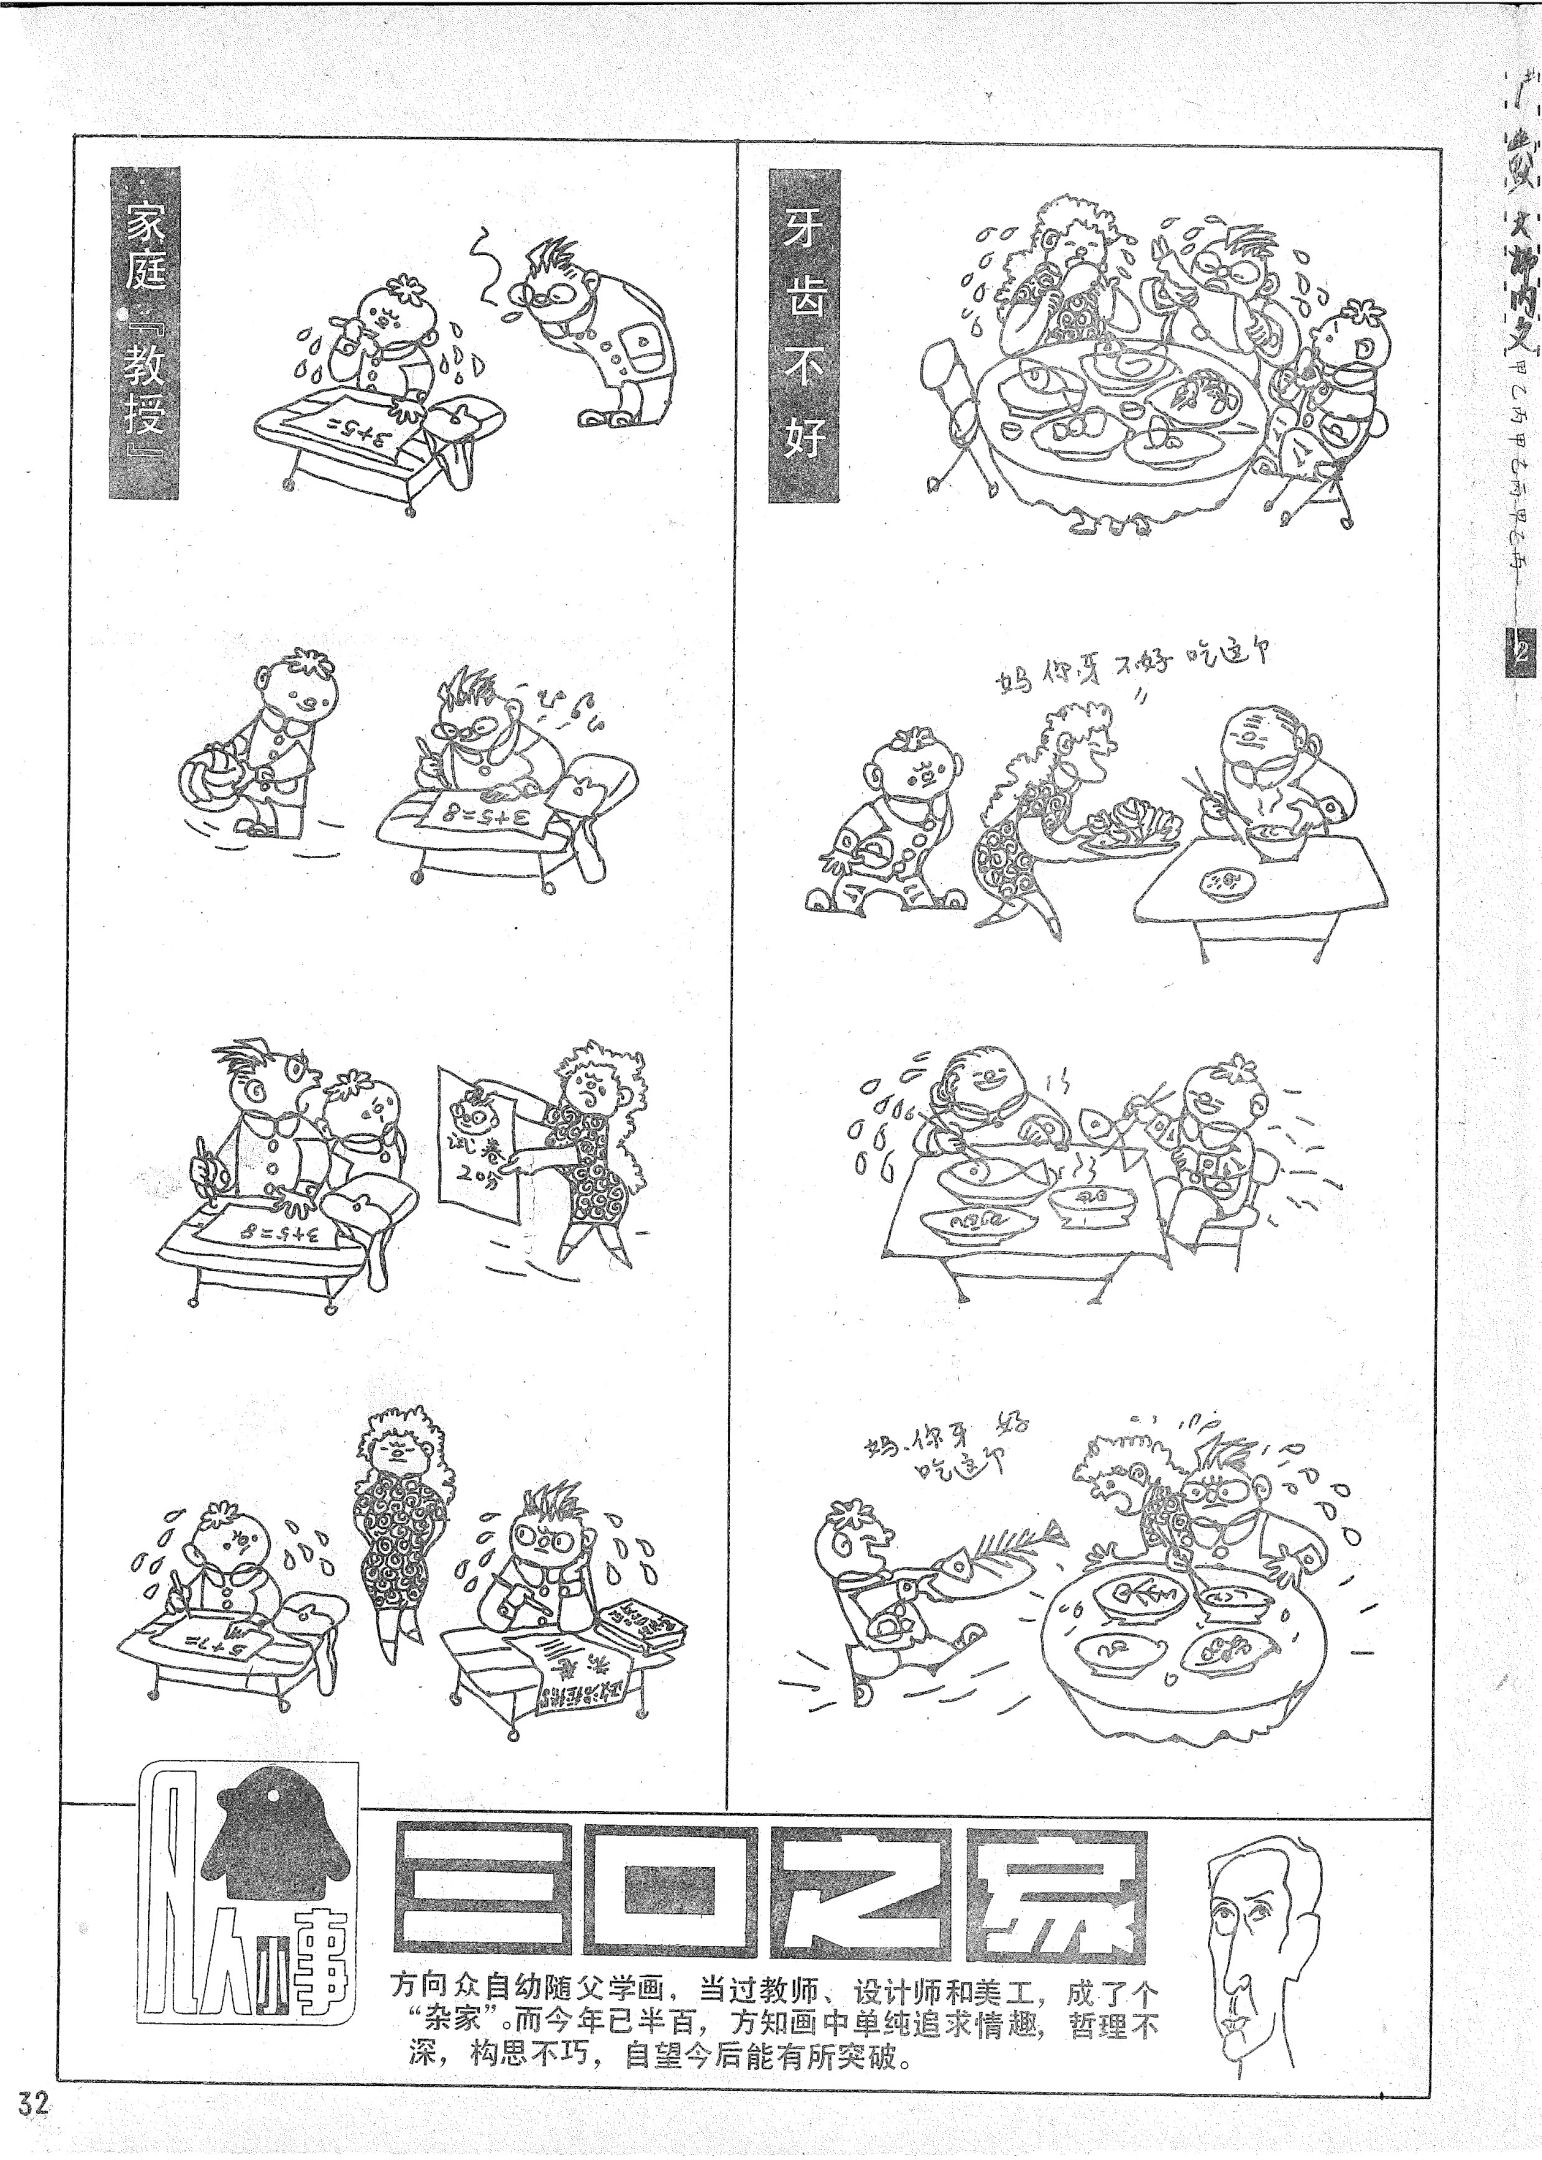 家庭『教授』
3+5=
3+5=8
3+5=8
试卷
20分
5+7=
牙齿不好
妈你牙不好吃这个
妈、你牙好
吃这个
凡人小事
三口之家
方向众自幼随父学画，当过教师、设计师和美工，成了个
“杂家”。而今年已半百，方知画中单纯追求情趣，哲理不
深，构思不巧，自望今后能有所突破。
32
2